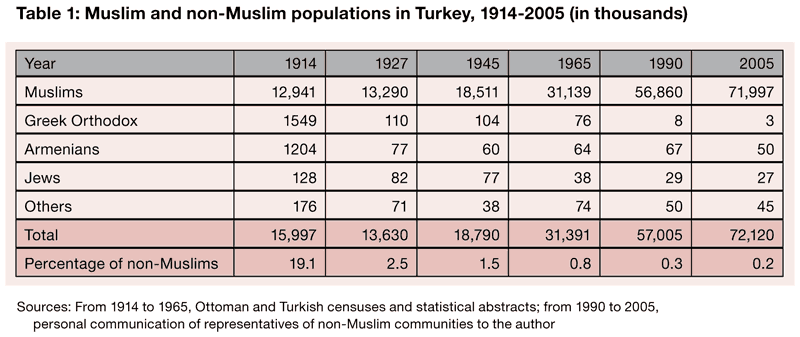 Table 1: Muslim and non-Muslim populations in Turkey, 1914-2005 (in thousands)
Year 1914 1927 1945 1965 1990 2005
Muslims 12,941 13,290 18,511 31,139 56,860 71,997
Greek Orthodox 1549 110 104 76 8 3
Armenians 1204 77 60 64 67 50
Jews 128 82 77 38 29 27
Others 176 71 38 74 50 45
Total 15,997 13,630 18,790 31,391 57,005 72,120
Percentage of non-Muslims 19.1 2.5 1.5 0.8 0.3 0.2
Sources: From 1914 to 1965, Ottoman and Turkish censuses and statistical abstracts; from 1990 to 2005,
personal communication of representatives of non-Muslim communities to the author